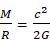 M/R = c²/2G